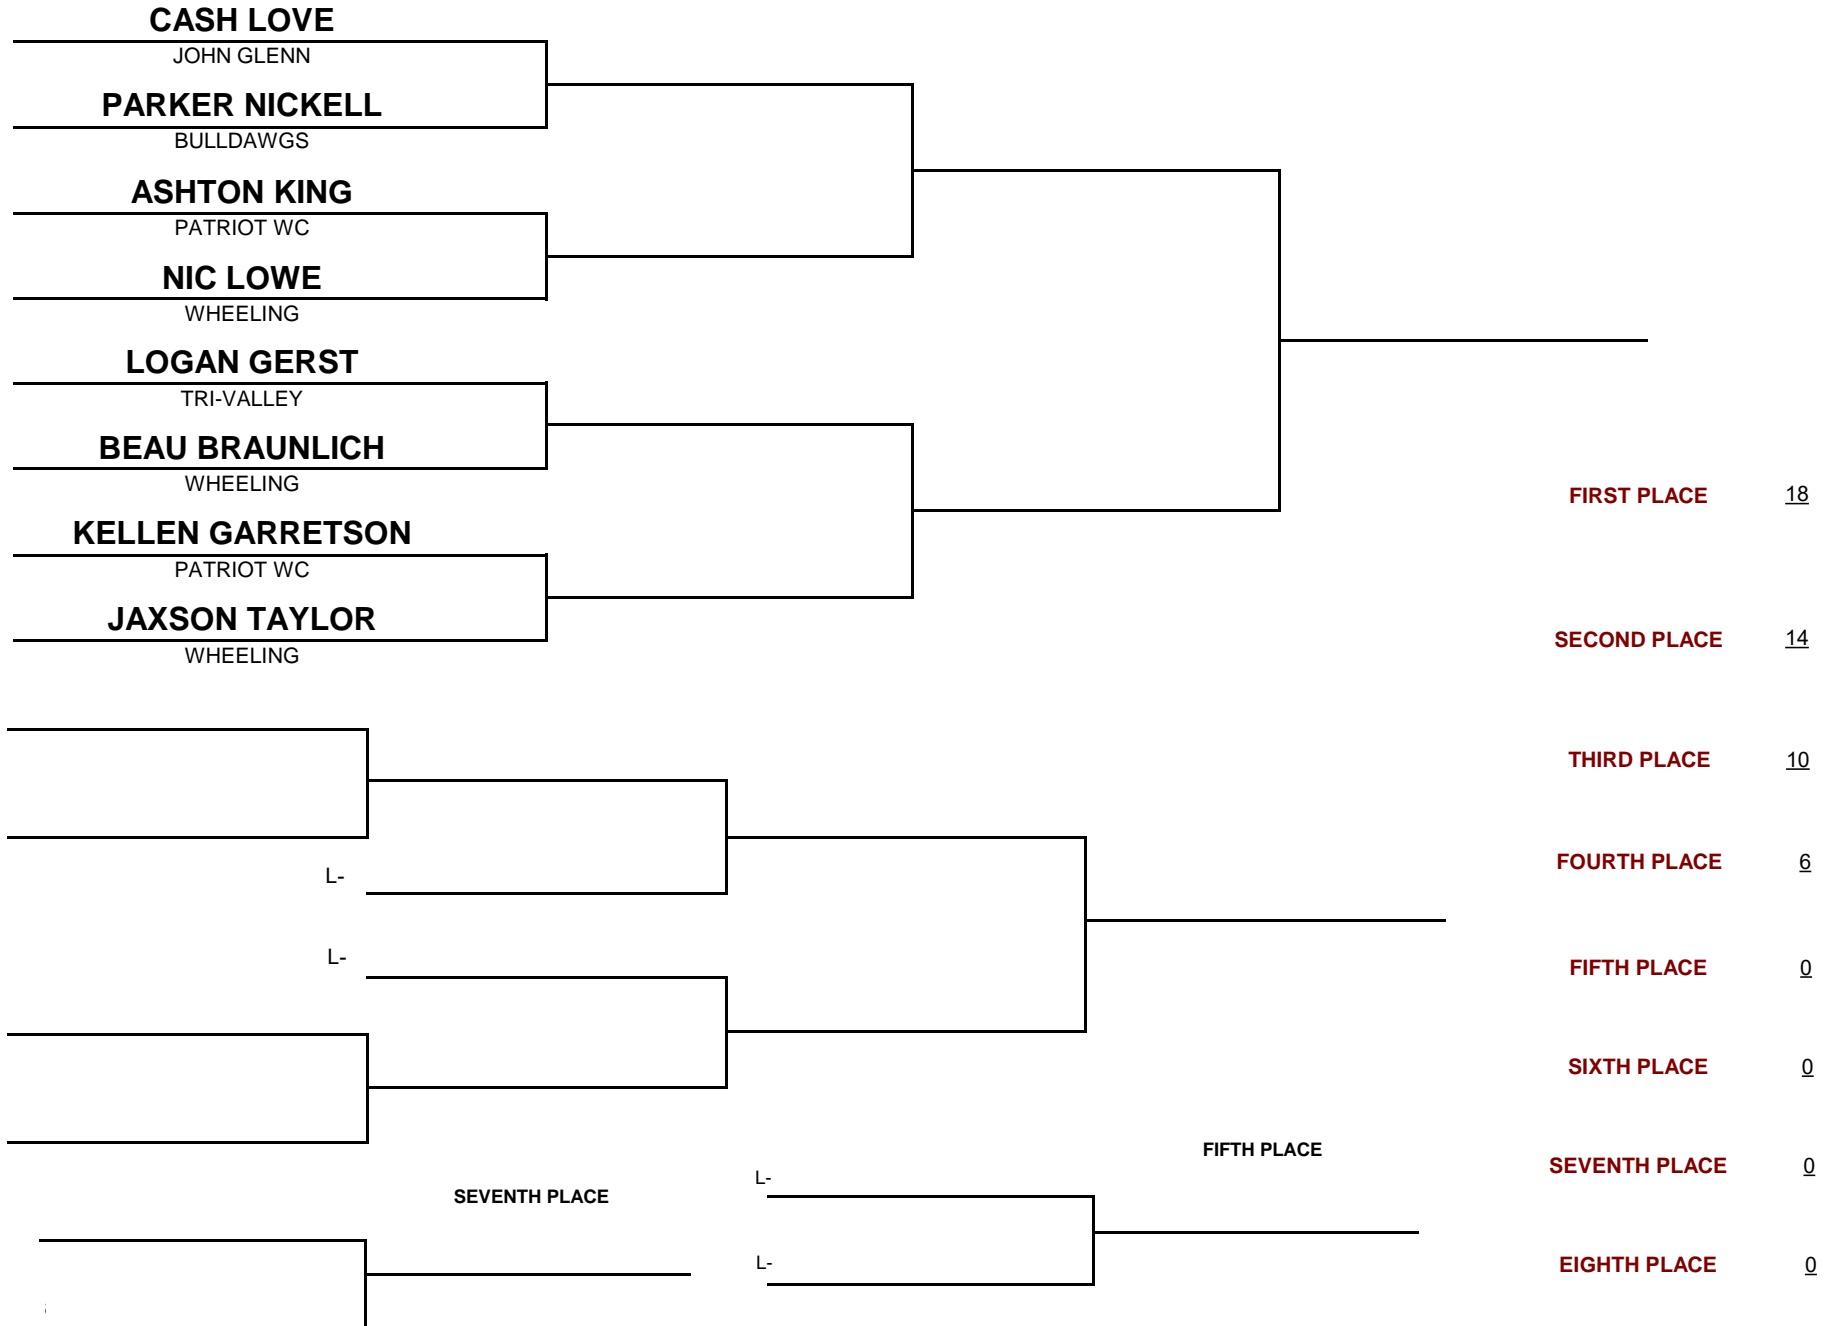 CASH LOVE
JOHN GLENN
PARKER NICKELL
BULLDAWGS
ASHTON KING
PATRIOT WC
NIC LOWE
WHEELING
LOGAN GERST
TRI-VALLEY
BEAU BRAUNLICH
WHEELING
FIRST PLACE 18
KELLEN GARRETSON
PATRIOT WC
JAXSON TAYLOR
SECOND PLACE 14
WHEELING
THIRD PLACE 10
FOURTH PLACE 6
L-
L-
FIFTH PLACE 0
SIXTH PLACE 0
FIFTH PLACE
SEVENTH PLACE 0
L-
SEVENTH PLACE
L-
EIGHTH PLACE 0